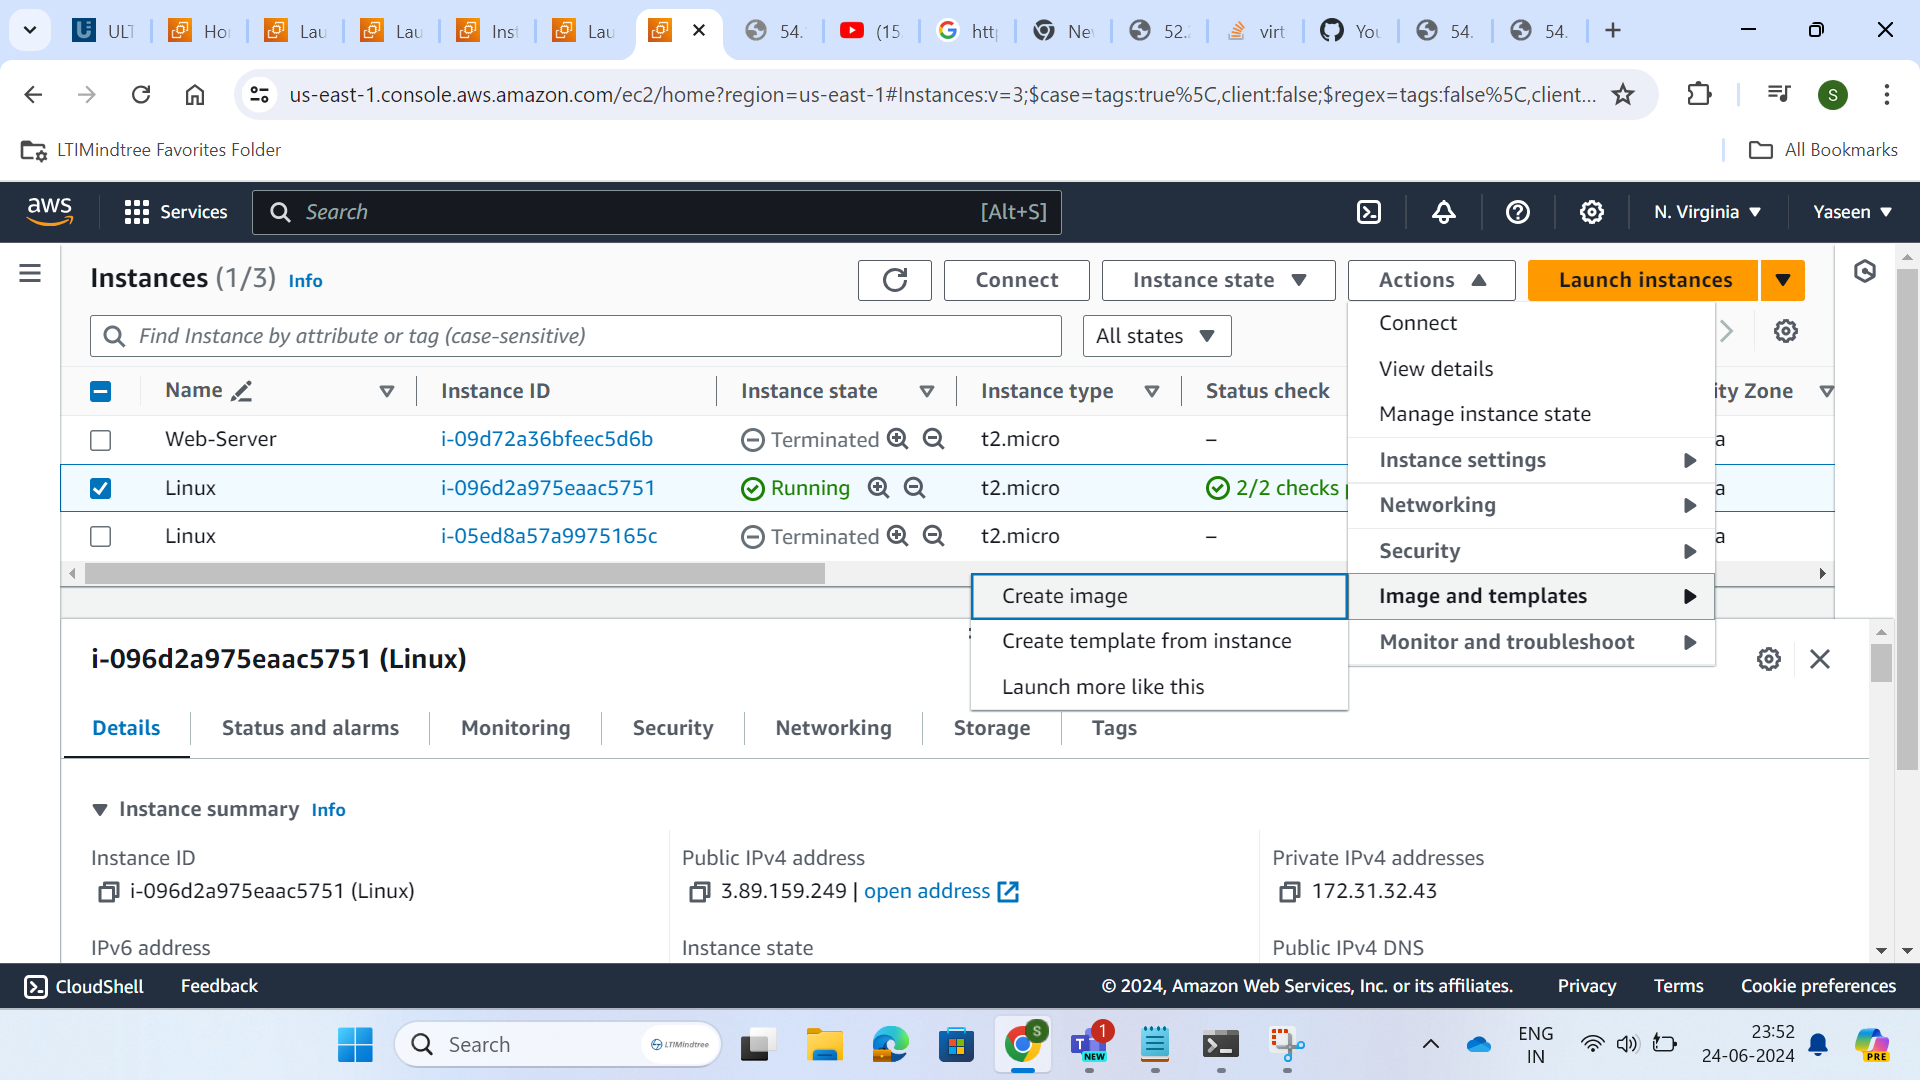 ULT
Ho
Lau
Lau
Inst
Lau
54.
(15
http
Nev
52.2
virt
You
54.
54.
us-east-1.console.aws.amazon.com/ec2/home?region=us-east-1#Instances:v=3;$case=tags:true%5C,client:false;$regex=tags:false%5C,client...
S
LTIMindtree Favorites Folder
All Bookmarks
aws
Services
Search
[Alt+S]
N. Virginia
Yaseen
Instances (1/3) Info
Connect
Instance state
Actions
Launch instances
Find Instance by attribute or tag (case-sensitive)
All states
Connect
View details
Manage instance state
Instance settings
Networking
Security
Image and templates
Monitor and troubleshoot
Name
Instance ID
Instance state
Instance type
Status check
ity Zone
Web-Server
i-09d72a36bfeec5d6b
Terminated
t2.micro
–
a
Linux
i-096d2a975eaac5751
Running
t2.micro
2/2 checks p
a
Linux
i-05ed8a57a9975165c
Terminated
t2.micro
–
a
Create image
Create template from instance
Launch more like this
i-096d2a975eaac5751 (Linux)
Details
Status and alarms
Monitoring
Security
Networking
Storage
Tags
Instance summary Info
Instance ID
Public IPv4 address
Private IPv4 addresses
i-096d2a975eaac5751 (Linux)
3.89.159.249 | open address
172.31.32.43
IPv6 address
Instance state
Public IPv4 DNS
CloudShell
Feedback
© 2024, Amazon Web Services, Inc. or its affiliates.
Privacy
Terms
Cookie preferences
Search
LTIMindtree
S
1
NEW
ENG
IN
23:52
24-06-2024
PRE